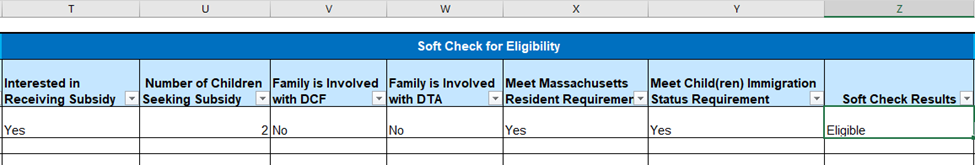 T U V W X Y Z
Soft Check for Eligibility
Interested in Number of Children Family is Involved Family is Involved Meet Massachusetts Meet Child(ren) Immigration
Receiving Subsidy Seeking Subsidy with DCF with DTA Resident Requiremer Status Requirement Soft Check Results
Yes 2 No No Yes Yes Eligible